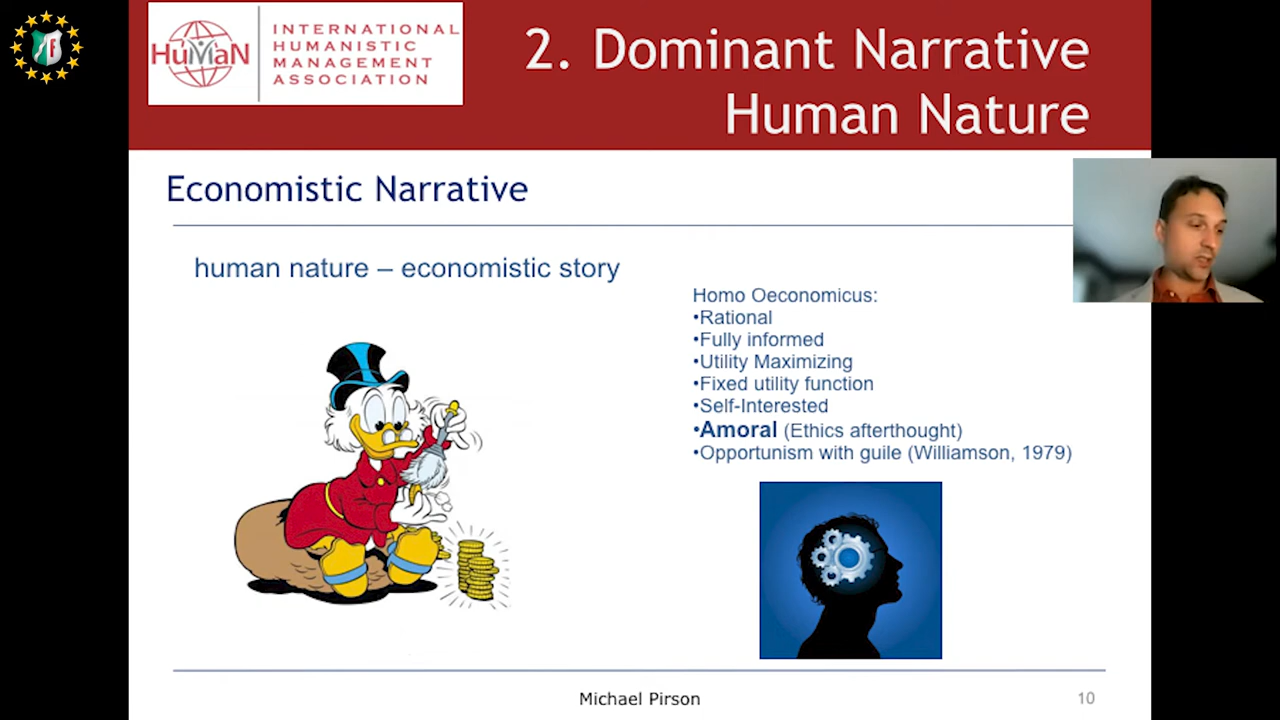 HuMaN
INTERNATIONAL
HUMANISTIC
MANAGEMENT
ASSOCIATION
2. Dominant Narrative
Human Nature
Economistic Narrative
human nature – economistic story
Homo Oeconomicus:
•Rational
•Fully informed
•Utility Maximizing
•Fixed utility function
•Self-Interested
•Amoral (Ethics afterthought)
•Opportunism with guile (Williamson, 1979)
Michael Pirson
10